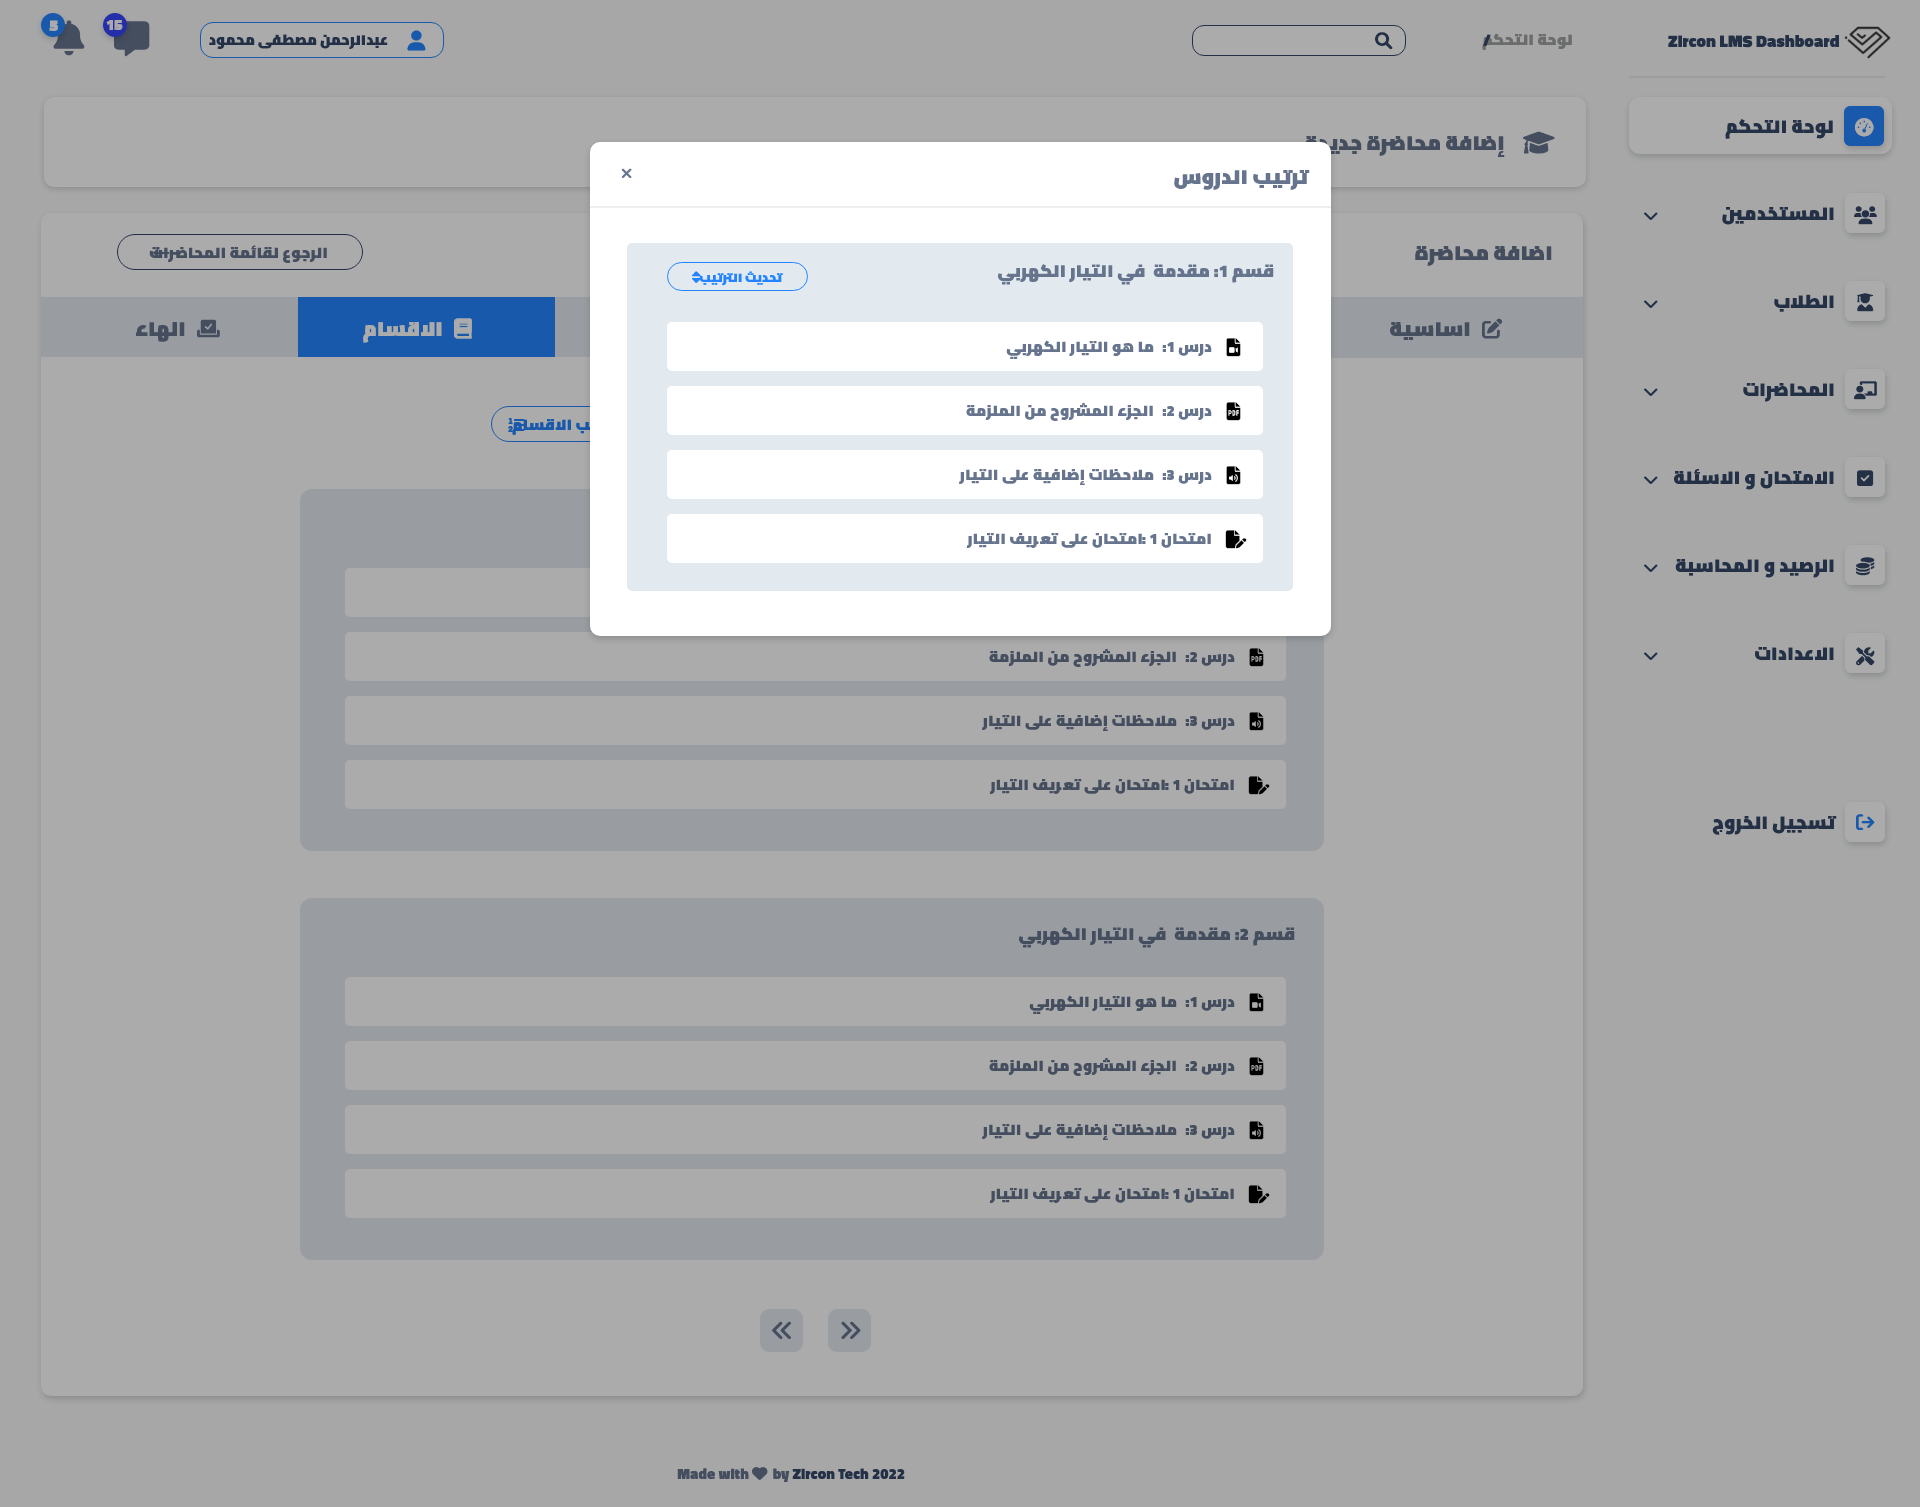 Zircon LMS Dashboard
لوحة التحكم /
عبدالرحمن مصطفى محمود
15
5
لوحة التحكم
المستخدمين
الطلاب
المحاضرات
الامتحان و الاسئلة
الرصيد و المحاسبة
الاعدادات
تسجيل الخروج
إضافة محاضرة جديدة
اضافة محاضرة
الرجوع لقائمة المحاضرات
اساسية
الاقسام
الهاء
الاقسام
ترتيب الدروس
×
قسم 1: مقدمة في التيار الكهربي
تحديث الترتيب
درس 1: ما هو التيار الكهربي
درس 2: الجزء المشروح من الملزمة
درس 3: ملاحظات إضافية على التيار
امتحان 1 :امتحان على تعريف التيار
درس 2: الجزء المشروح من الملزمة
درس 3: ملاحظات إضافية على التيار
امتحان 1 :امتحان على تعريف التيار
قسم 2: مقدمة في التيار الكهربي
درس 1: ما هو التيار الكهربي
درس 2: الجزء المشروح من الملزمة
درس 3: ملاحظات إضافية على التيار
امتحان 1 :امتحان على تعريف التيار
Made with by Zircon Tech 2022